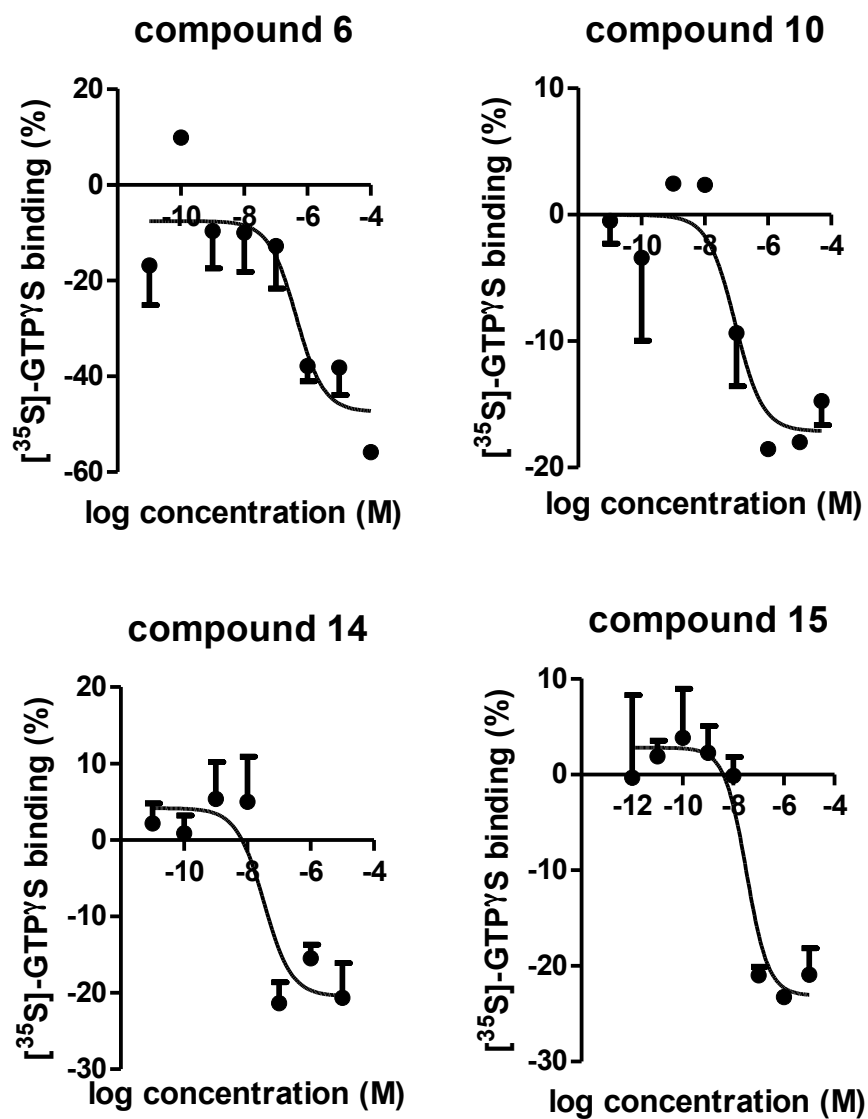 compound 6
[³⁵S]-GTPγS binding (%)
20
0
-20
-40
-60
-10 -8 -6 -4
log concentration (M)
compound 10
[³⁵S]-GTPγS binding (%)
10
0
-10
-20
-10 -8 -6 -4
log concentration (M)
compound 14
[³⁵S]-GTPγS binding (%)
20
10
0
-10
-20
-30
-10 -8 -6 -4
log concentration (M)
compound 15
[³⁵S]-GTPγS binding (%)
10
0
-10
-20
-30
-12 -10 -8 -6 -4
log concentration (M)